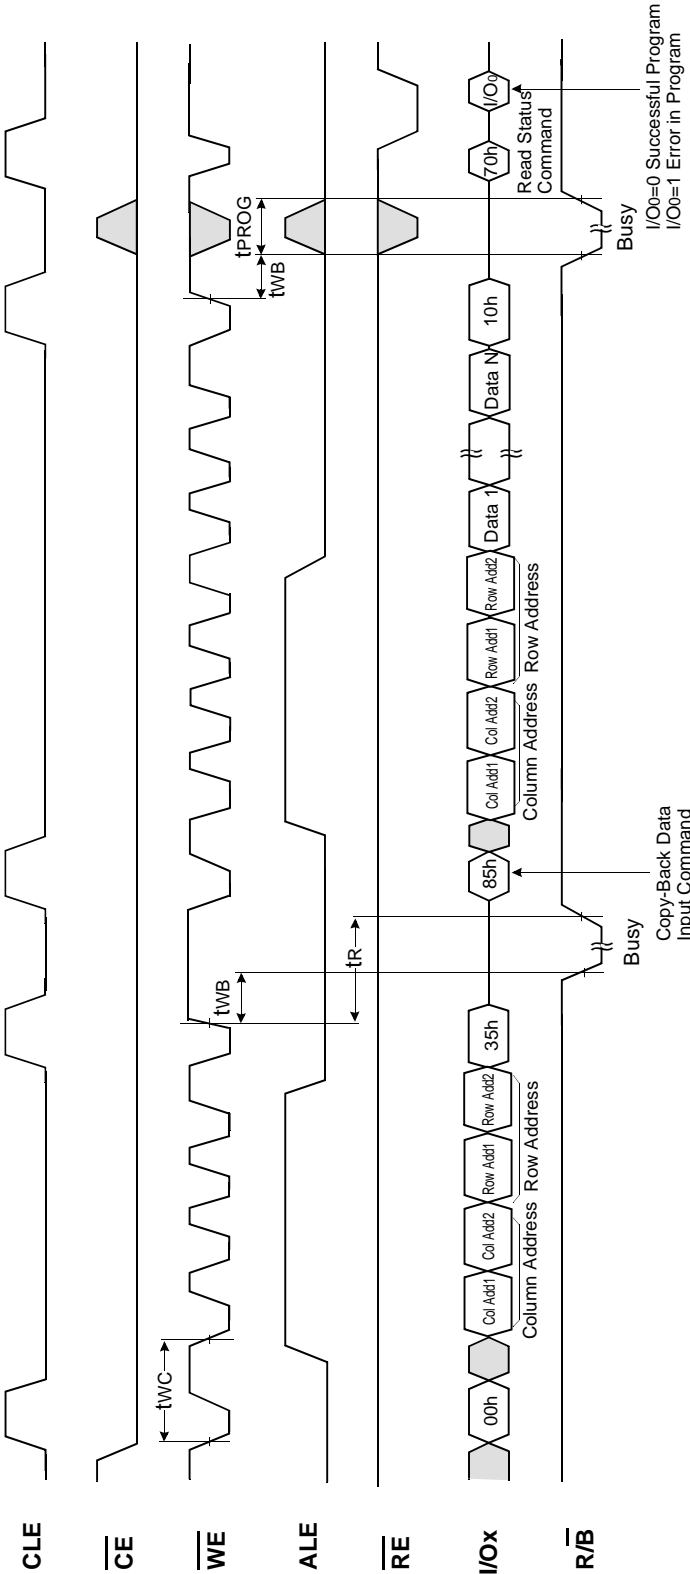 CLE
CE
WE
tWC
tWB
tWB
tPROG
ALE
RE
tR
I/Ox
00h
Col Add1
Col Add2
Row Add1
Row Add2
35h
85h
Col Add1
Col Add2
Row Add1
Row Add2
Data 1
Data N
10h
70h
I/O0
Column Address
Row Address
Column Address
Row Address
Read Status
Command
R/B
Busy
Busy
Copy-Back Data
Input Command
I/O0=0 Successful Program
I/O0=1 Error in Program